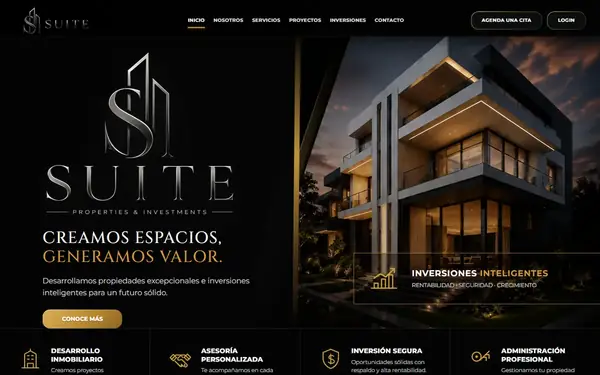 SUITE
INICIO
NOSOTROS
SERVICIOS
PROYECTOS
INVERSIONES
CONTACTO
AGENDA UNA CITA
LOGIN
SUITE
PROPERTIES & INVESTMENTS
CREAMOS ESPACIOS,
GENERAMOS VALOR.
Desarrollamos propiedades excepcionales e inversiones
inteligentes para un futuro sólido.
CONOCE MÁS
INVERSIONES INTELIGENTES
RENTABILIDAD · SEGURIDAD · CRECIMIENTO
DESARROLLO
INMOBILIARIO
Creamos proyectos
ASESORÍA
PERSONALIZADA
Te acompañamos en cada
INVERSIÓN SEGURA
Oportunidades sólidas con
respaldo y alta rentabilidad.
ADMINISTRACIÓN
PROFESIONAL
Gestionamos tu propiedad